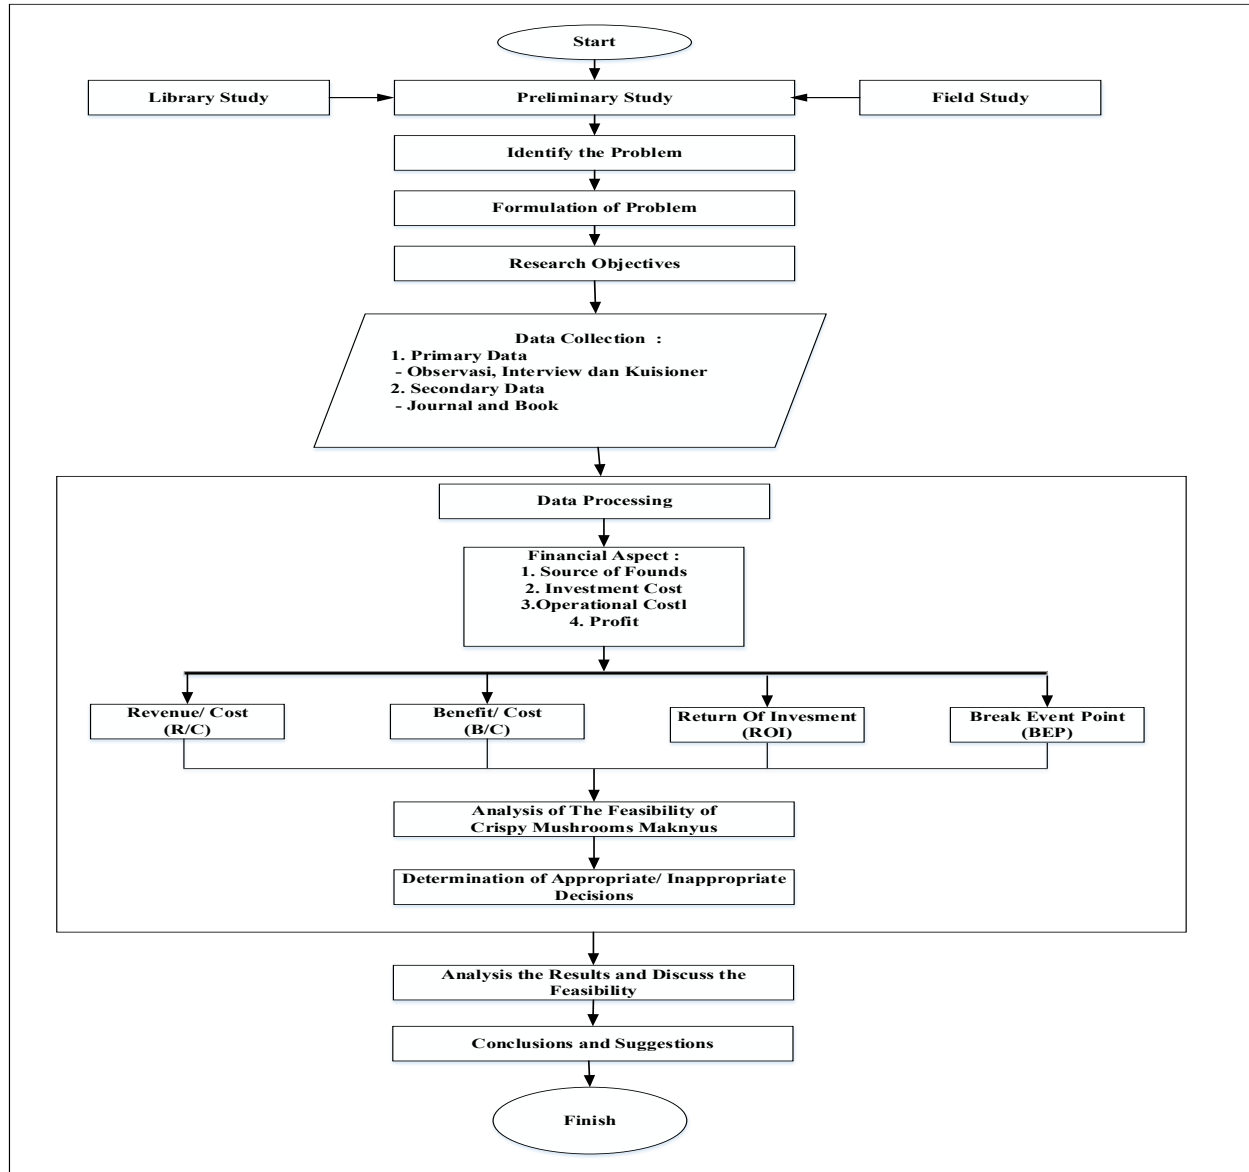 Start
Library Study
Preliminary Study
Field Study
Identify the Problem
Formulation of Problem
Research Objectives
Data Collection :
1. Primary Data
- Observasi, Interview dan Kuisioner
2. Secondary Data
- Journal and Book
Data Processing
Financial Aspect :
1. Source of Founds
2. Investment Cost
3.Operational Costl
4. Profit
Revenue/ Cost
(R/C)
Benefit/ Cost
(B/C)
Return Of Invesment
(ROI)
Break Event Point
(BEP)
Analysis of The Feasibility of
Crispy Mushrooms Maknyus
Determination of Appropriate/ Inappropriate
Decisions
Analysis the Results and Discuss the
Feasibility
Conclusions and Suggestions
Finish